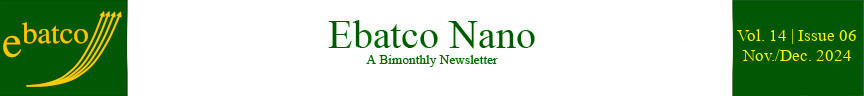 ebatco
Ebatco Nano
A Bimonthly Newsletter
Vol. 14 | Issue 06
Nov./Dec. 2024